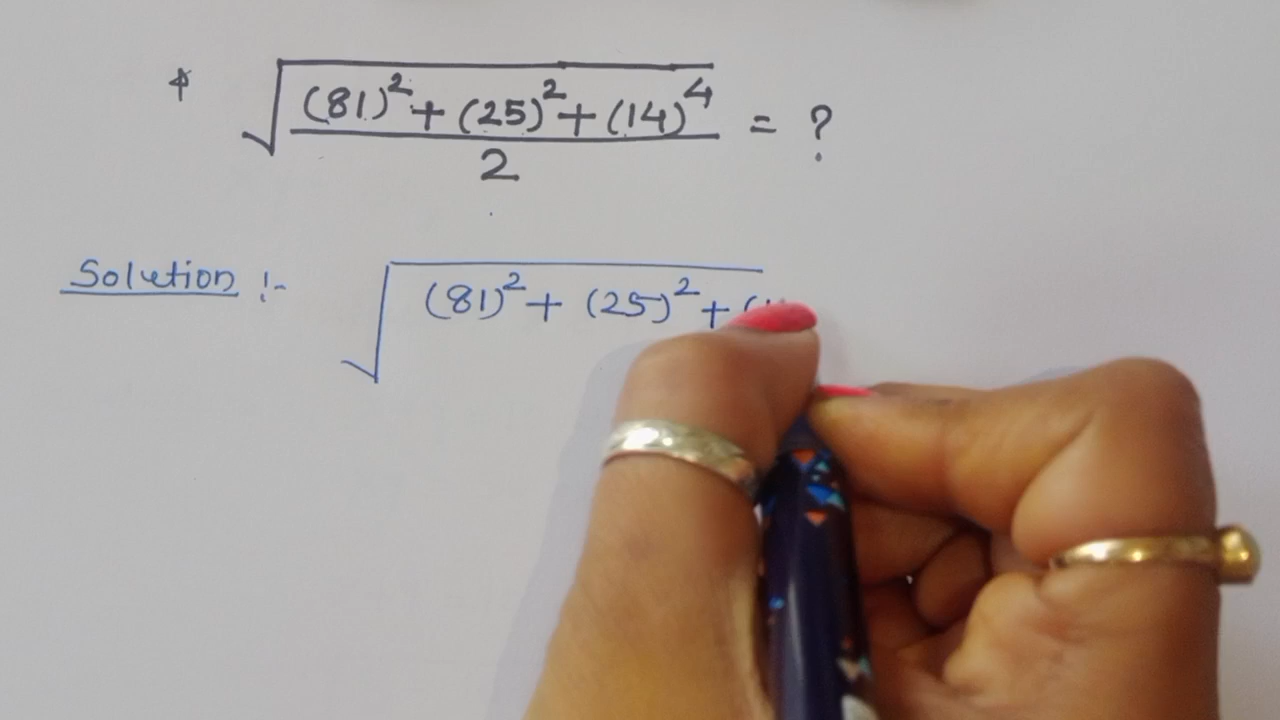 * √((81)² + (25)² + (14)⁴ / 2) = ?
Solution :- √(81)² + (25)² + (